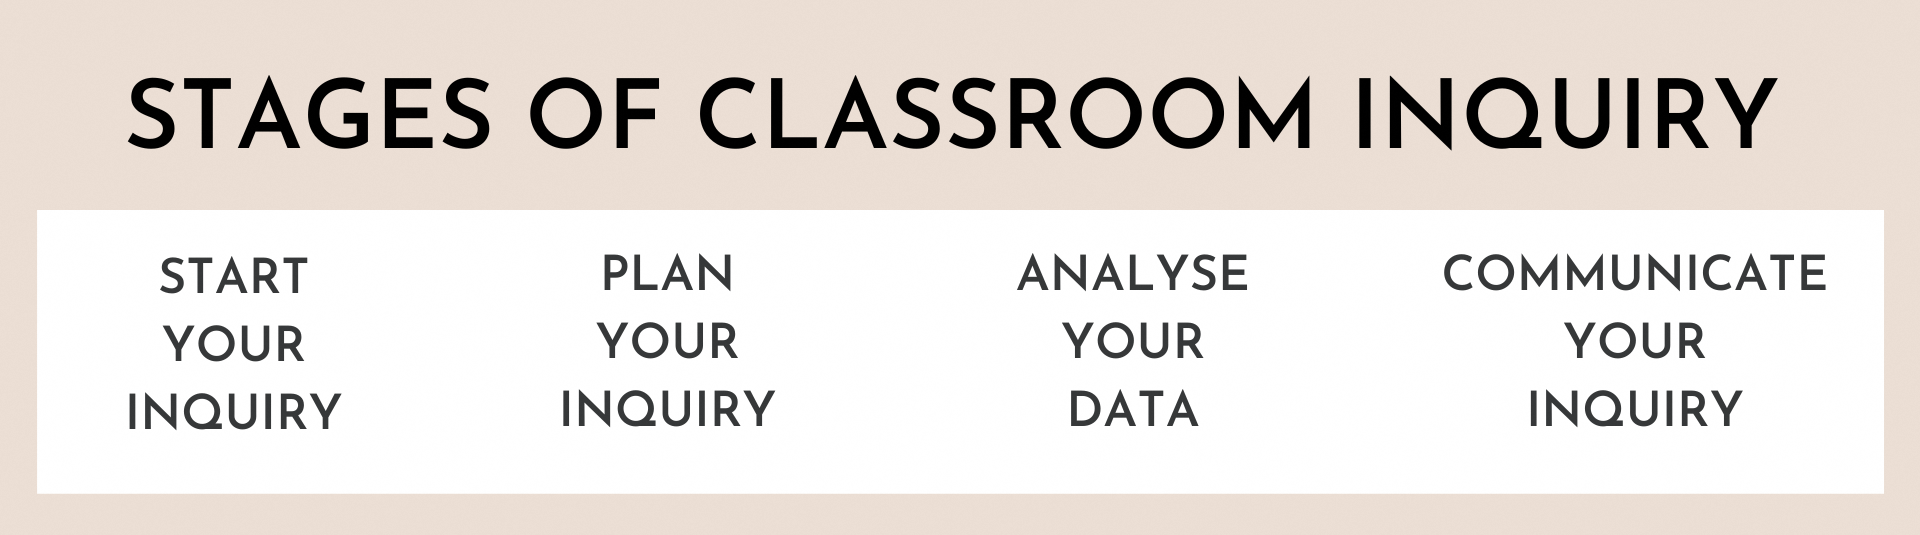 STAGES OF CLASSROOM INQUIRY
START
YOUR
INQUIRY
PLAN
YOUR
INQUIRY
ANALYSE
YOUR
DATA
COMMUNICATE
YOUR
INQUIRY